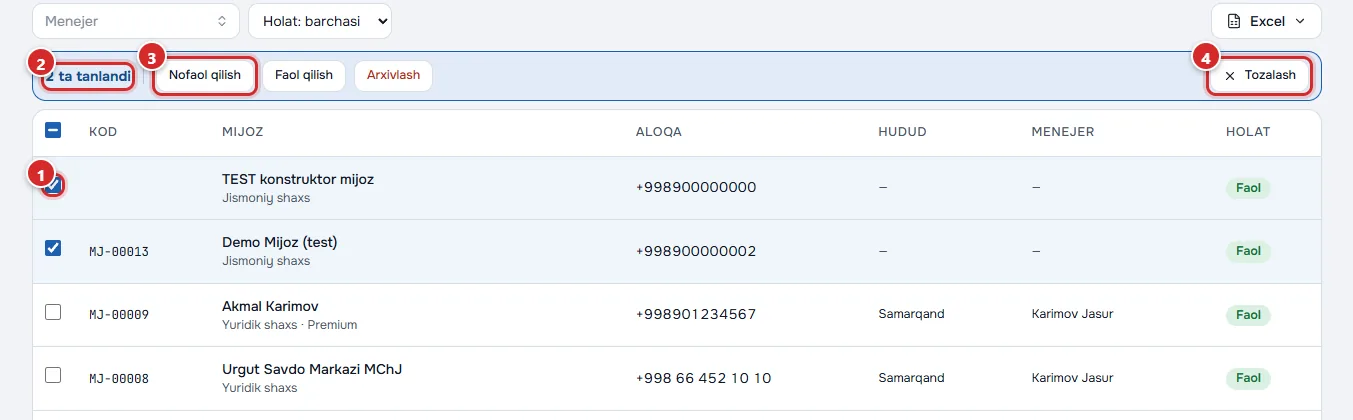 Menejer
Holat: barchasi
Excel
2
3
4
2 ta tanlandi
Nofaol qilish
Faol qilish
Arxivlash
× Tozalash
KOD MIJOZ ALOQA HUDUD MENEJER HOLAT
1
TEST konstruktor mijoz
Jismoniy shaxs
+998900000000 – – Faol
MJ-00013
Demo Mijoz (test)
Jismoniy shaxs
+998900000002 – – Faol
MJ-00009
Akmal Karimov
Yuridik shaxs · Premium
+998901234567 Samarqand Karimov Jasur Faol
MJ-00008
Urgut Savdo Markazi MChJ
Yuridik shaxs
+998 66 452 10 10 Samarqand Karimov Jasur Faol